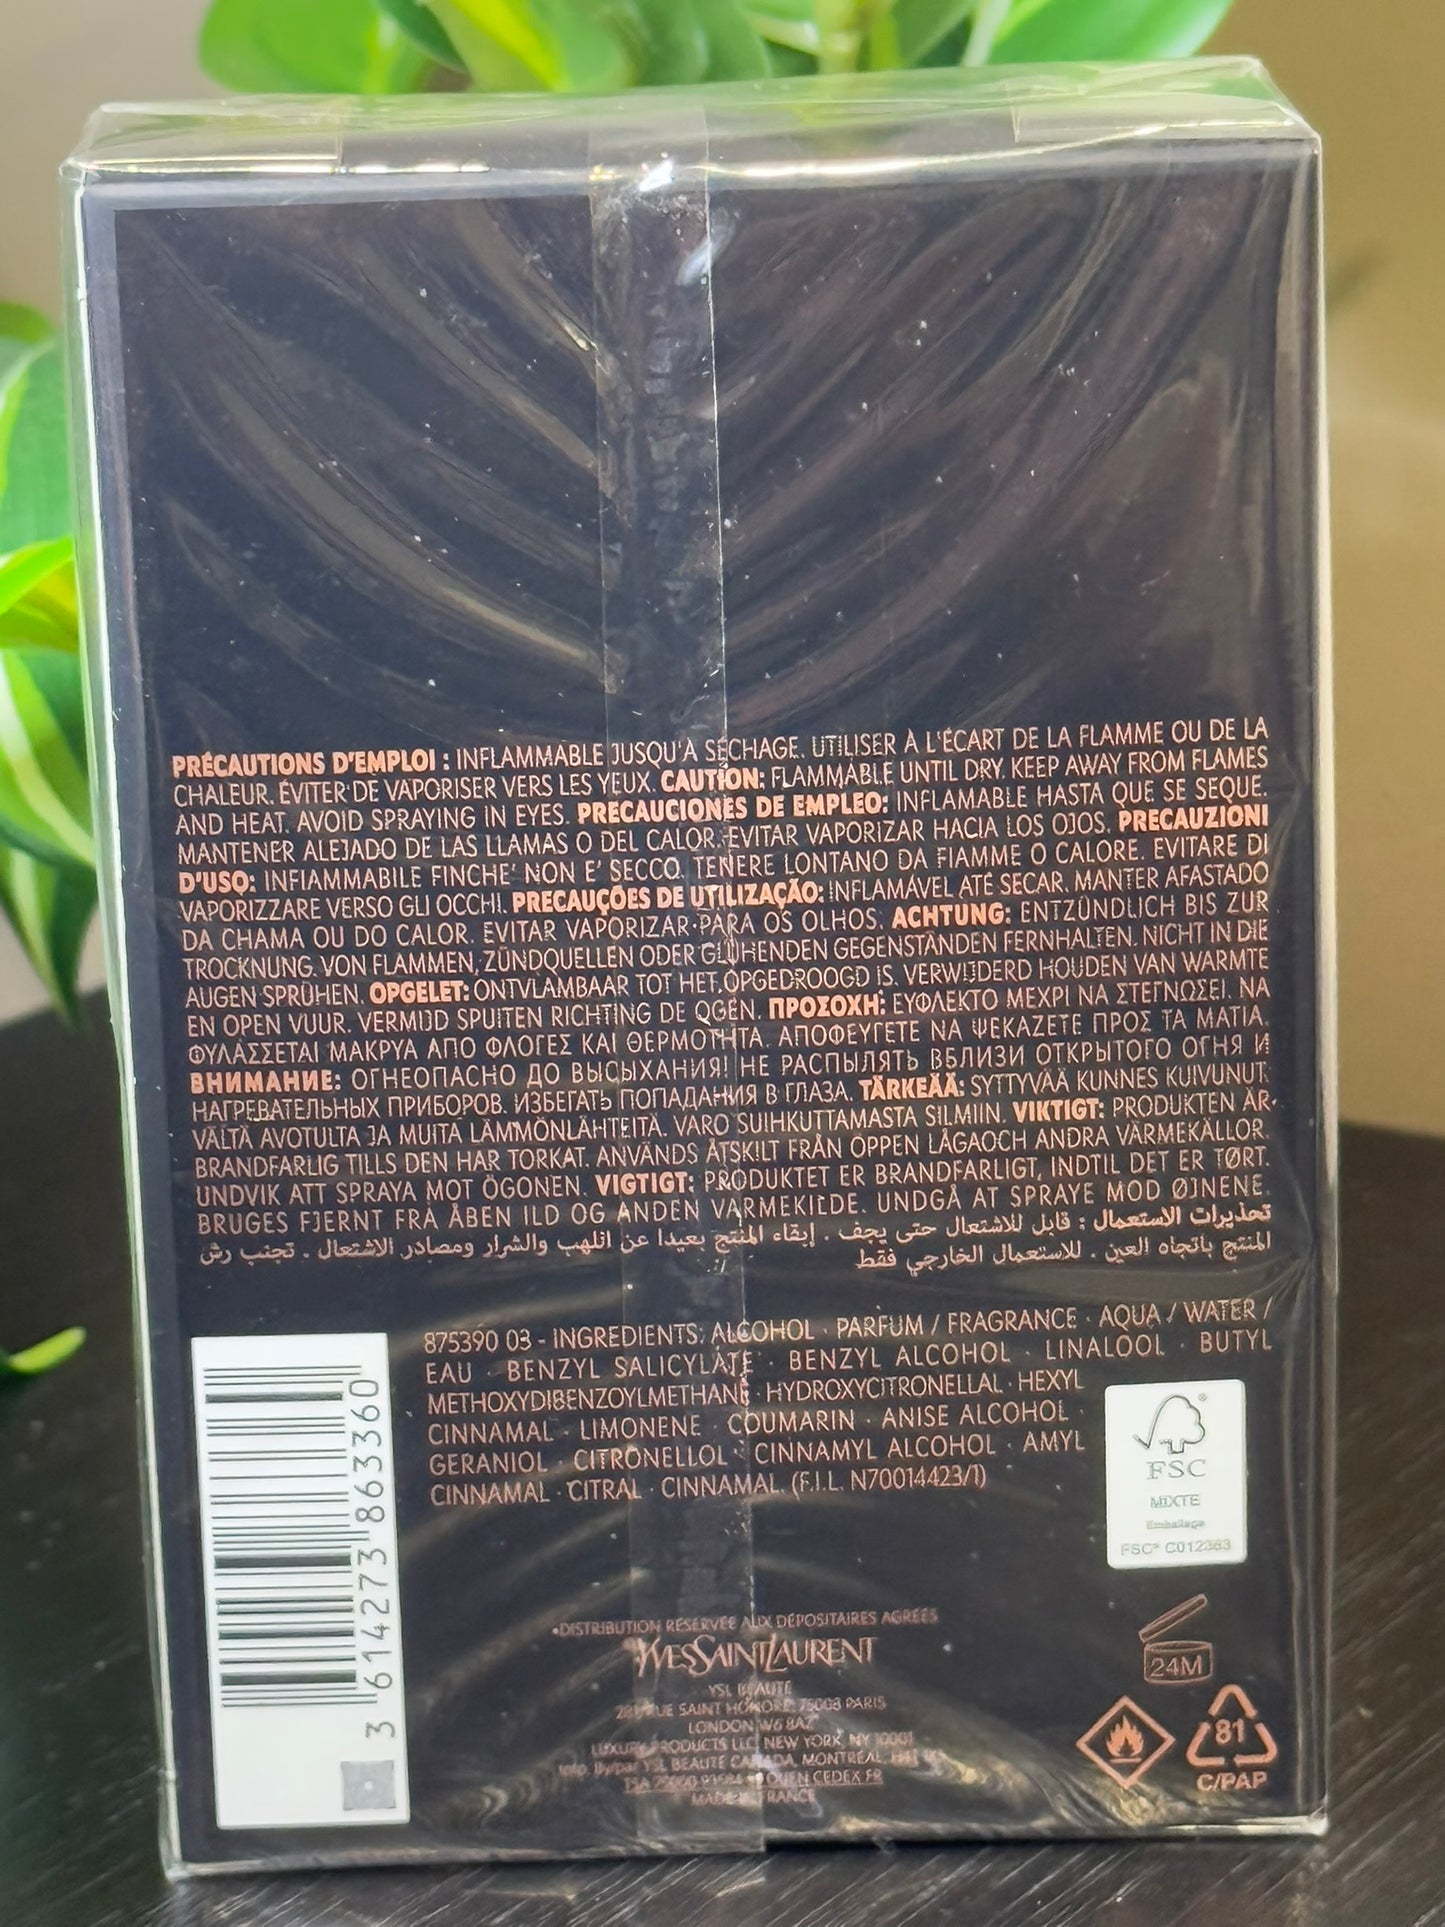 PRÉCAUTIONS D'EMPLOI : INFLAMMABLE JUSQU'A SÉCHAGE. UTILISER À L'ÉCART DE LA FLAMME OU DE LA
CHALEUR. ÉVITER DE VAPORISER VERS LES YEUX. CAUTION: FLAMMABLE UNTIL DRY. KEEP AWAY FROM FLAMES
AND HEAT. AVOID SPRAYING IN EYES. PRECAUCIONES DE EMPLEO: INFLAMABLE HASTA QUE SE SEQUE.
MANTENER ALEJADO DE LAS LLAMAS O DEL CALOR. EVITAR VAPORIZAR HACIA LOS OJOS. PRECAUZIONI
D'USO: INFIAMMABILE FINCHE' NON E' SECCO. TENERE LONTANO DA FIAMME O CALORE. EVITARE DI
VAPORIZZARE VERSO GLI OCCHI. PRECAUÇÕES DE UTILIZAÇÃO: INFLAMÁVEL ATÉ SECAR. MANTER AFASTADO
DA CHAMA OU DO CALOR. EVITAR VAPORIZAR PARA OS OLHOS. ACHTUNG: ENTZÜNDLICH BIS ZUR
TROCKNUNG. VON FLAMMEN, ZÜNDQUELLEN ODER GLÜHENDEN GEGENSTÄNDEN FERNHALTEN. NICHT IN DIE
AUGEN SPRÜHEN. OPGELET: ONTVLAMBAAR TOT HET OPGEDROOGD IS. VERWIJDERD HOUDEN VAN WARMTE
EN OPEN VUUR. VERMIJD SPUITEN RICHTING DE OGEN. ΠΡΟΣΟΧΗ: ΕΥΦΛΕΚΤΟ ΜΕΧΡΙ ΝΑ ΣΤΕΓΝΩΣΕΙ. ΝΑ
ΦΥΛΑΣΣΕΤΑΙ ΜΑΚΡΥΑ ΑΠΟ ΦΛΟΓΕΣ ΚΑΙ ΘΕΡΜΟΤΗΤΑ. ΑΠΟΦΕΥΓΕΤΕ ΝΑ ΨΕΚΑΖΕΤΕ ΠΡΟΣ ΤΑ ΜΑΤΙΑ.
ВНИМАНИЕ: ОГНЕОПАСНО ДО ВЫСЫХАНИЯ! НЕ РАСПЫЛЯТЬ ВБЛИЗИ ОТКРЫТОГО ОГНЯ И
НАГРЕВАТЕЛЬНЫХ ПРИБОРОВ. ИЗБЕГАТЬ ПОПАДАНИЯ В ГЛАЗА. TÄRKEÄÄ: SYTTYVÄÄ KUNNES KUIVUNUT.
VÄLTÄ AVOTULTA JA MUITA LÄMMÖNLÄHTEITÄ. VARO SUIHKUTTAMASTA SILMIIN. VIKTIGT: PRODUKTEN ÄR
BRANDFARLIG TILLS DEN HAR TORKAT. ANVÄNDS ÅTSKILT FRÅN ÖPPEN LÅGAOCH ANDRA VÄRMEKÄLLOR.
UNDVIK ATT SPRAYA MOT ÖGONEN. VIGTIGT: PRODUKTET ER BRANDFARLIGT, INDTIL DET ER TØRT.
BRUGES FJERNT FRA ÅBEN ILD OG ANDEN VARMEKILDE. UNDGÅ AT SPRAYE MOD ØJNENE.
تحذيرات الاستعمال : قابل للاشتعال حتى يجف . إبقاء المنتج بعيدا عن اللهب والشرار ومصادر الاشتعال . تجنب رش
المنتج باتجاه العين . للاستعمال الخارجي فقط
875390 03 - INGREDIENTS: ALCOHOL · PARFUM / FRAGRANCE · AQUA / WATER /
EAU · BENZYL SALICYLATE · BENZYL ALCOHOL · LINALOOL · BUTYL
METHOXYDIBENZOYLMETHANE · HYDROXYCITRONELLAL · HEXYL
CINNAMAL · LIMONENE · COUMARIN · ANISE ALCOHOL ·
GERANIOL · CITRONELLOL · CINNAMYL ALCOHOL · AMYL
CINNAMAL · CITRAL · CINNAMAL. (F.I.L. N70014423/1)
3 614273 863360
FSC
MIXTE
Emballage
FSC® C012363
•DISTRIBUTION RÉSERVÉE AUX DÉPOSITAIRES AGRÉÉS
YVESSAINTLAURENT
YSL BEAUTÉ
RUE SAINT HONORÉ 75008 PARIS
LONDON W6 8AZ
LUXURY PRODUCTS LLC, NEW YORK, NY 10001
YSL BEAUTÉ CANADA, MONTRÉAL,
TSA 75000 CEDEX FR
MADE IN FRANCE
24M
81
C/PAP